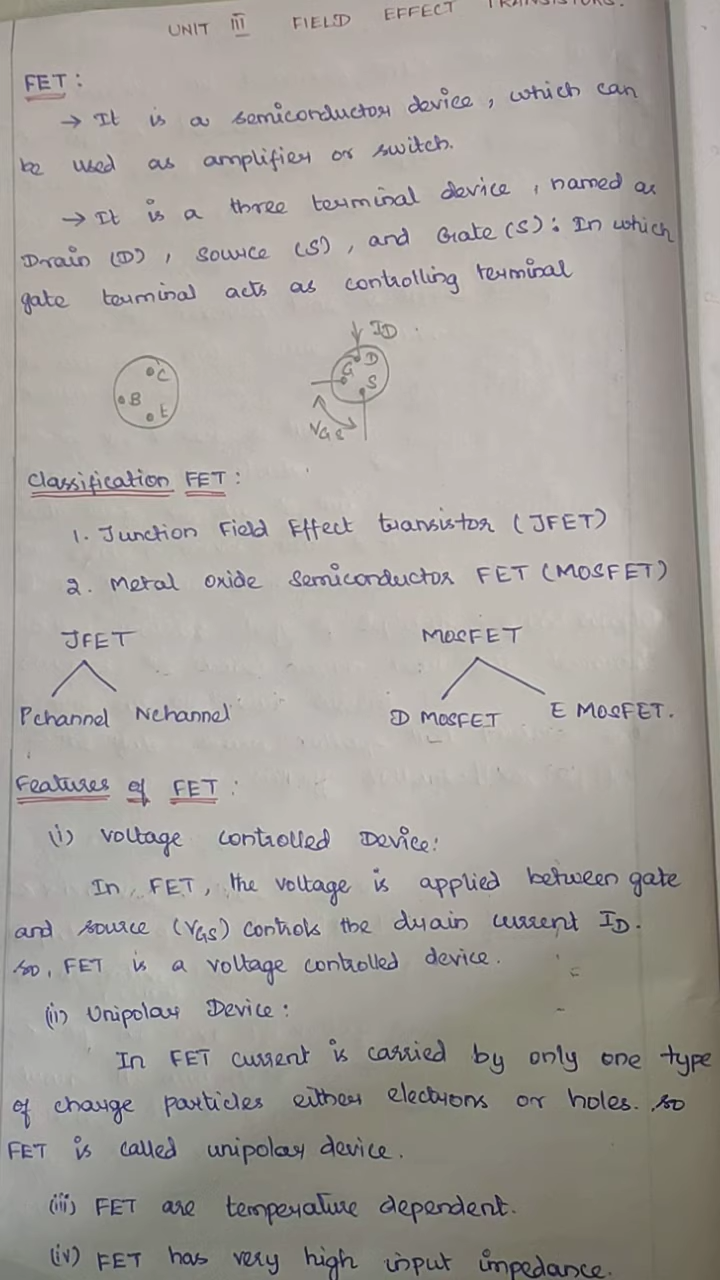 UNIT III FIELD EFFECT TRANSISTORS.
FET:
→ It is a semiconductor device, which can
be used as amplifier or switch.
→ It is a three terminal device, named as
Drain (D), Source (S), and Gate (S): In which
gate terminal acts as controlling terminal
ID
C
B
E
D
G
S
VGS
Classification FET:
1. Junction Field Effect transistor (JFET)
2. Metal oxide semiconductor FET (MOSFET)
JFET MOSFET
Pchannel Nchannel D MOSFET E MOSFET.
Features of FET:
(i) Voltage controlled Device:
In FET, the voltage is applied between gate
and source (VGS) controls the drain current ID.
so, FET is a voltage controlled device.
(ii) Unipolar Device:
In FET current is carried by only one type
of charge particles either electrons or holes. so
FET is called unipolar device.
(iii) FET are temperature dependent.
(iv) FET has very high input impedance.